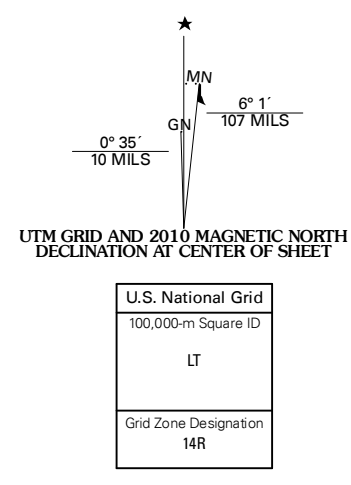 MN
6° 1´
107 MILS
GN
0° 35´
10 MILS
UTM GRID AND 2010 MAGNETIC NORTH
DECLINATION AT CENTER OF SHEET
U.S. National Grid
100,000-m Square ID
LT
Grid Zone Designation
14R